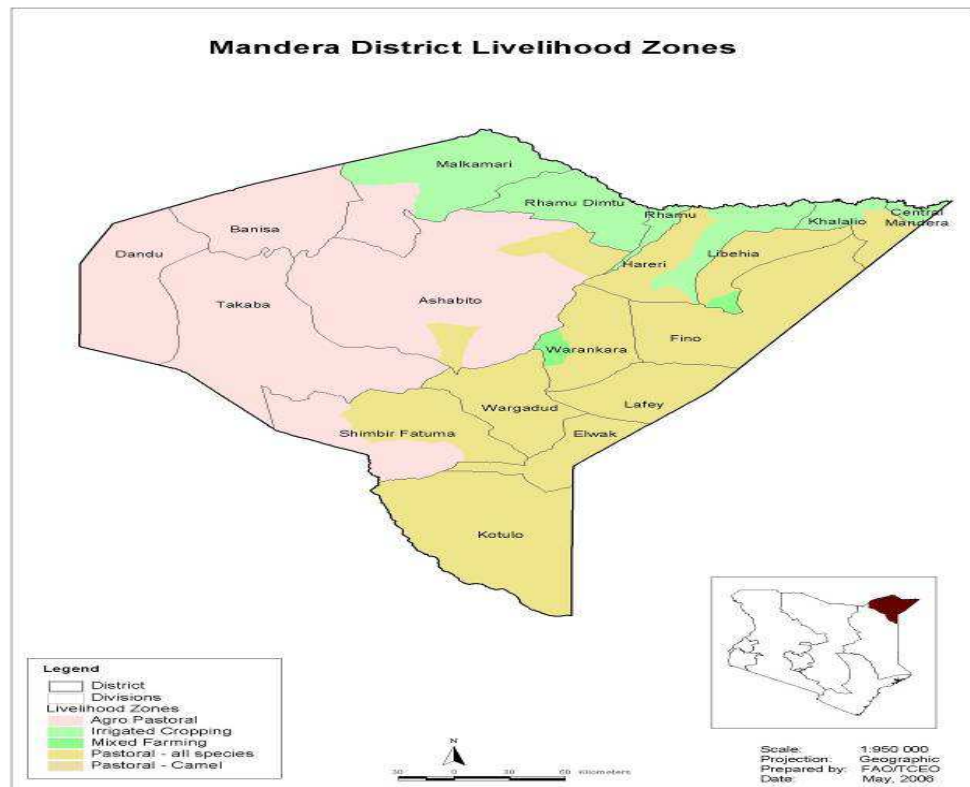 Mandera District Livelihood Zones
Malkamari
Rhamu Dimtu
Rhamu
Central
Mandera
Khalalio
Banisa
Dandu
Hareri
Libehia
Takaba
Ashabito
Fino
Warankara
Lafey
Wargadud
Shimbir Fatuma
Elwak
Kotulo
Legend
District
Divisions
Livelihood Zones
Agro Pastoral
Irrigated Cropping
Mixed Farming
Pastoral - all species
Pastoral - Camel
N
30 0 30 60 Kilometers
Scale: 1:950 000
Projection: Geographic
Prepared by: FAO/TCEO
Date: May, 2006